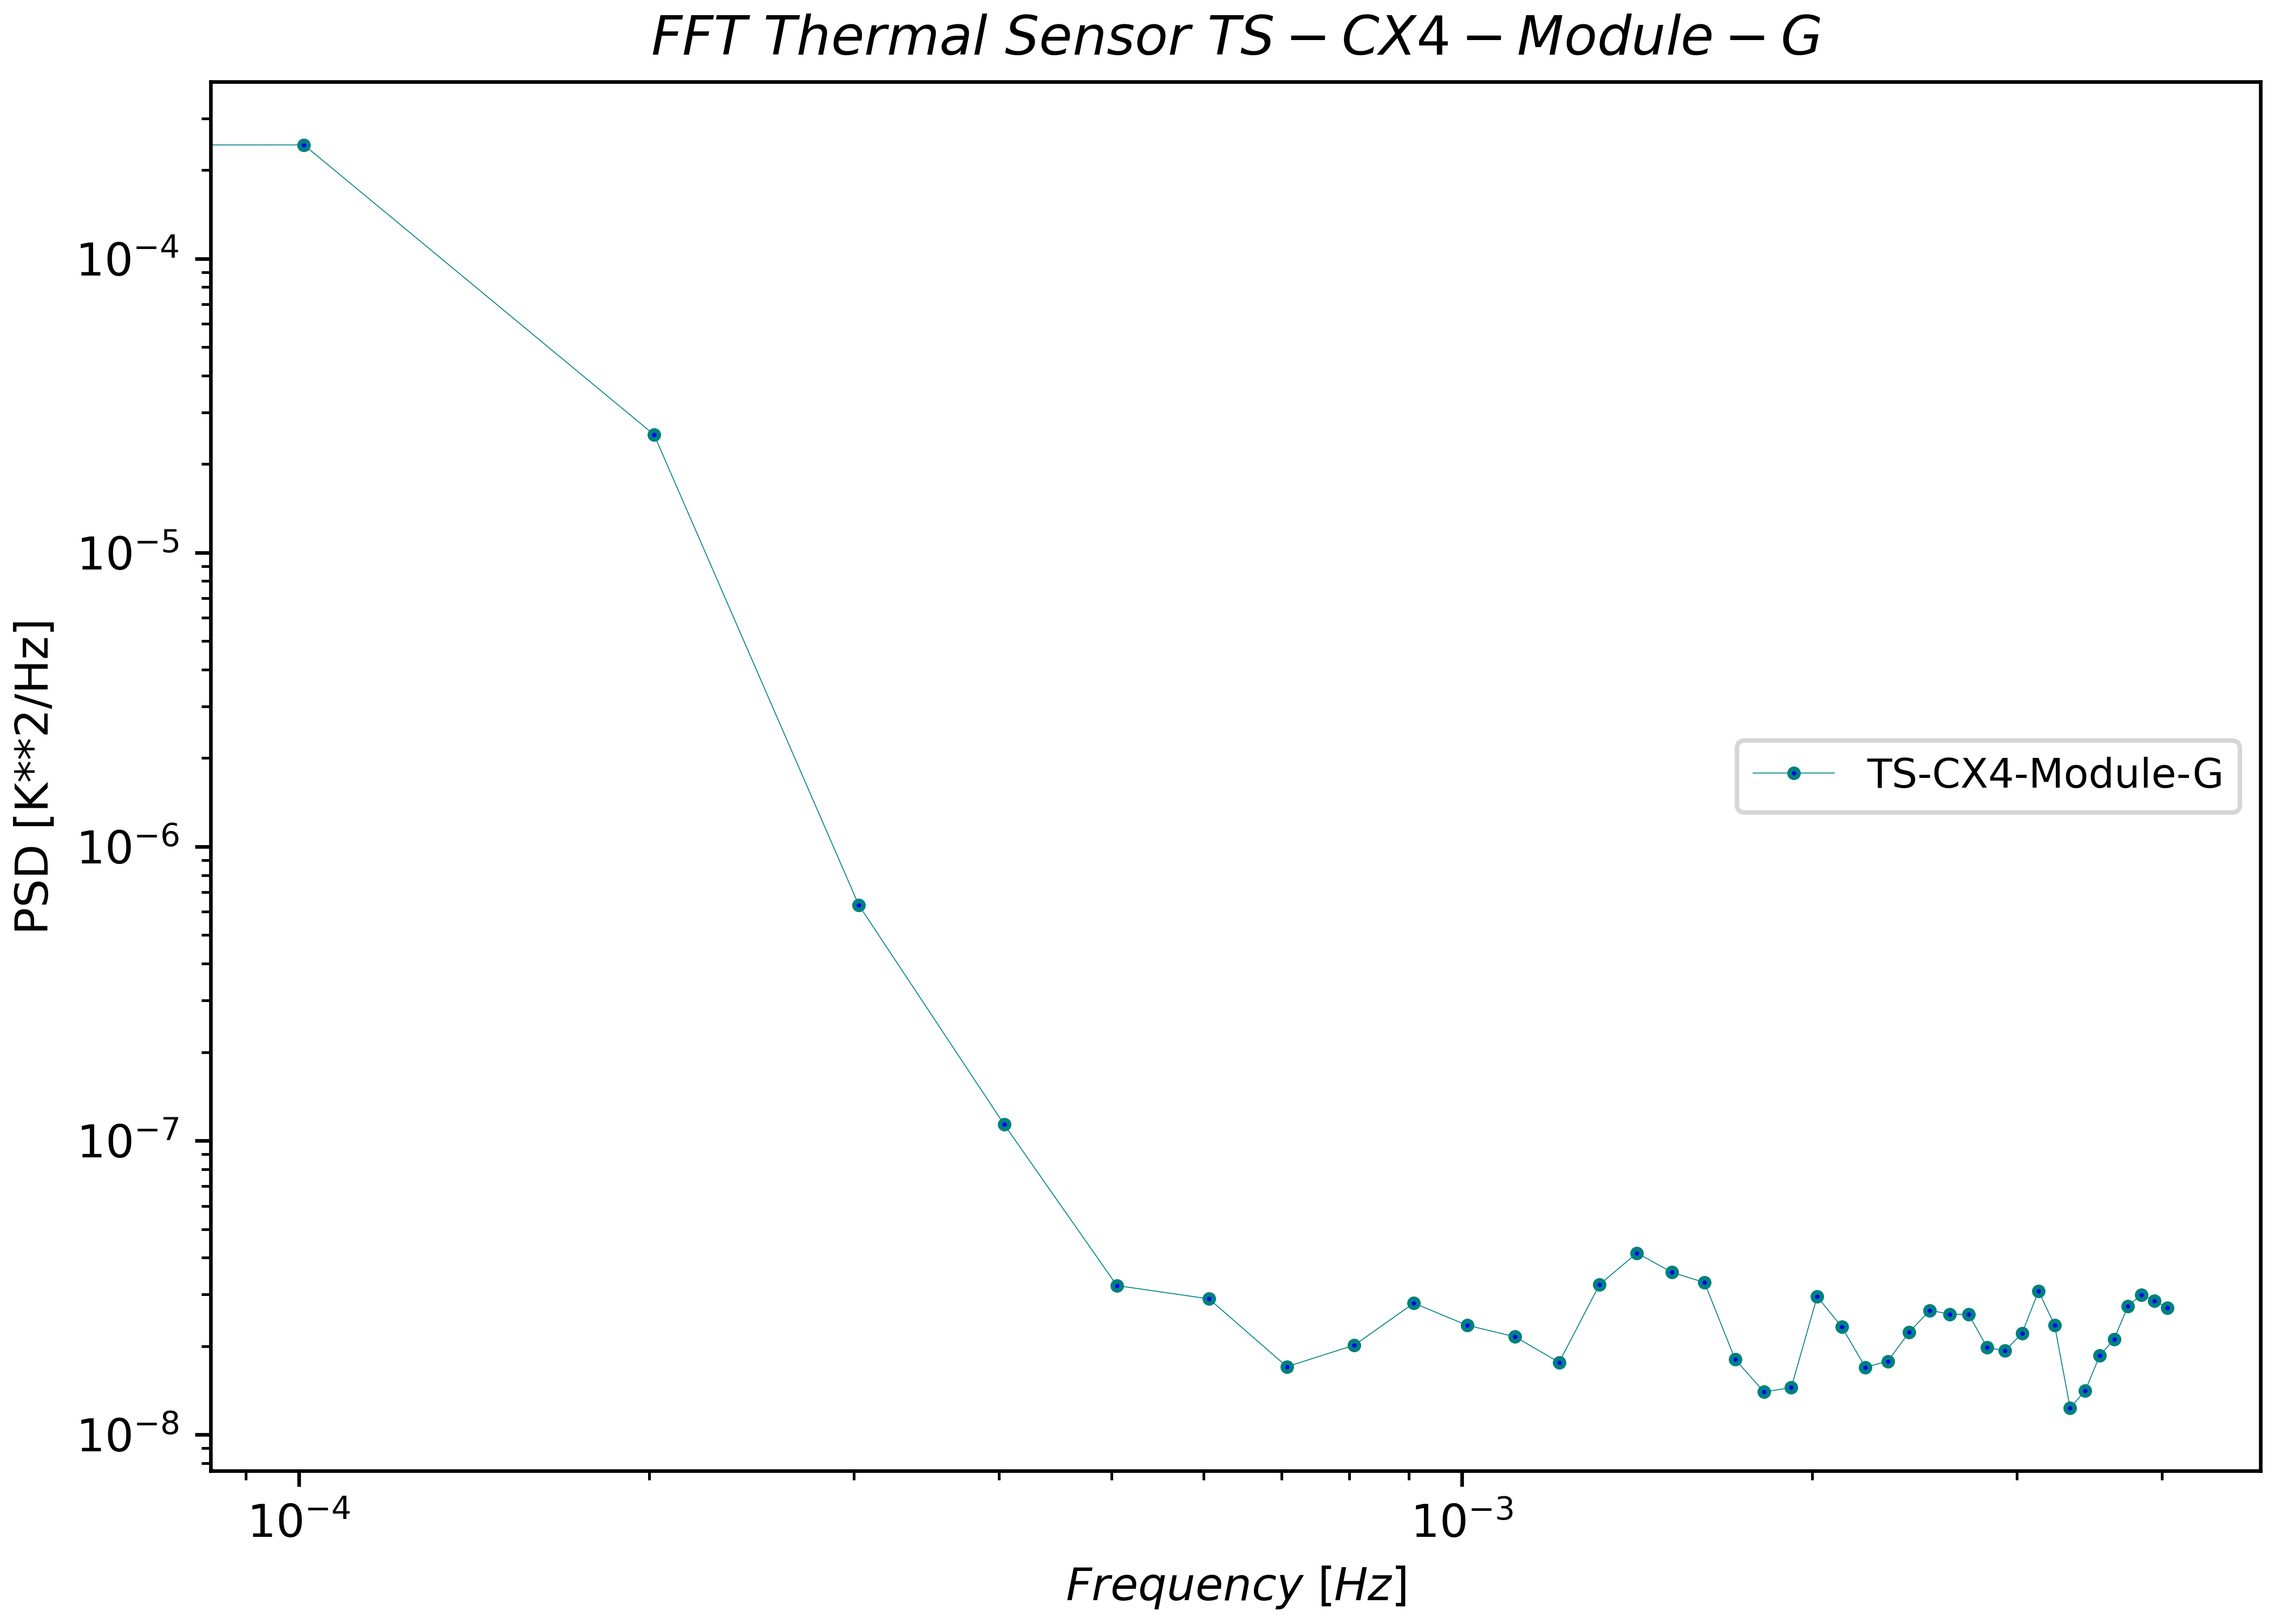 FFT Thermal Sensor TS − CX4 − Module − G
PSD [K**2/Hz]
10⁻⁴
10⁻⁵
10⁻⁶
10⁻⁷
10⁻⁸
TS-CX4-Module-G
10⁻⁴ 10⁻³
Frequency [Hz]